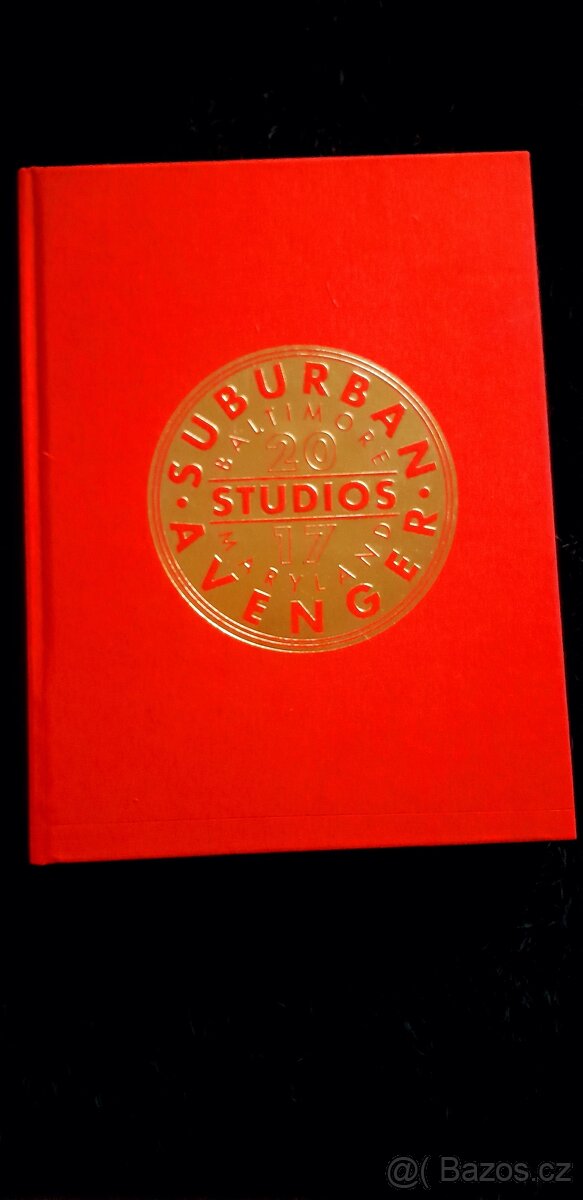 SUBURBAN
BALTIMORE
20
STUDIOS
17
MARYLAND
AVENGER
@( Bazos.cz